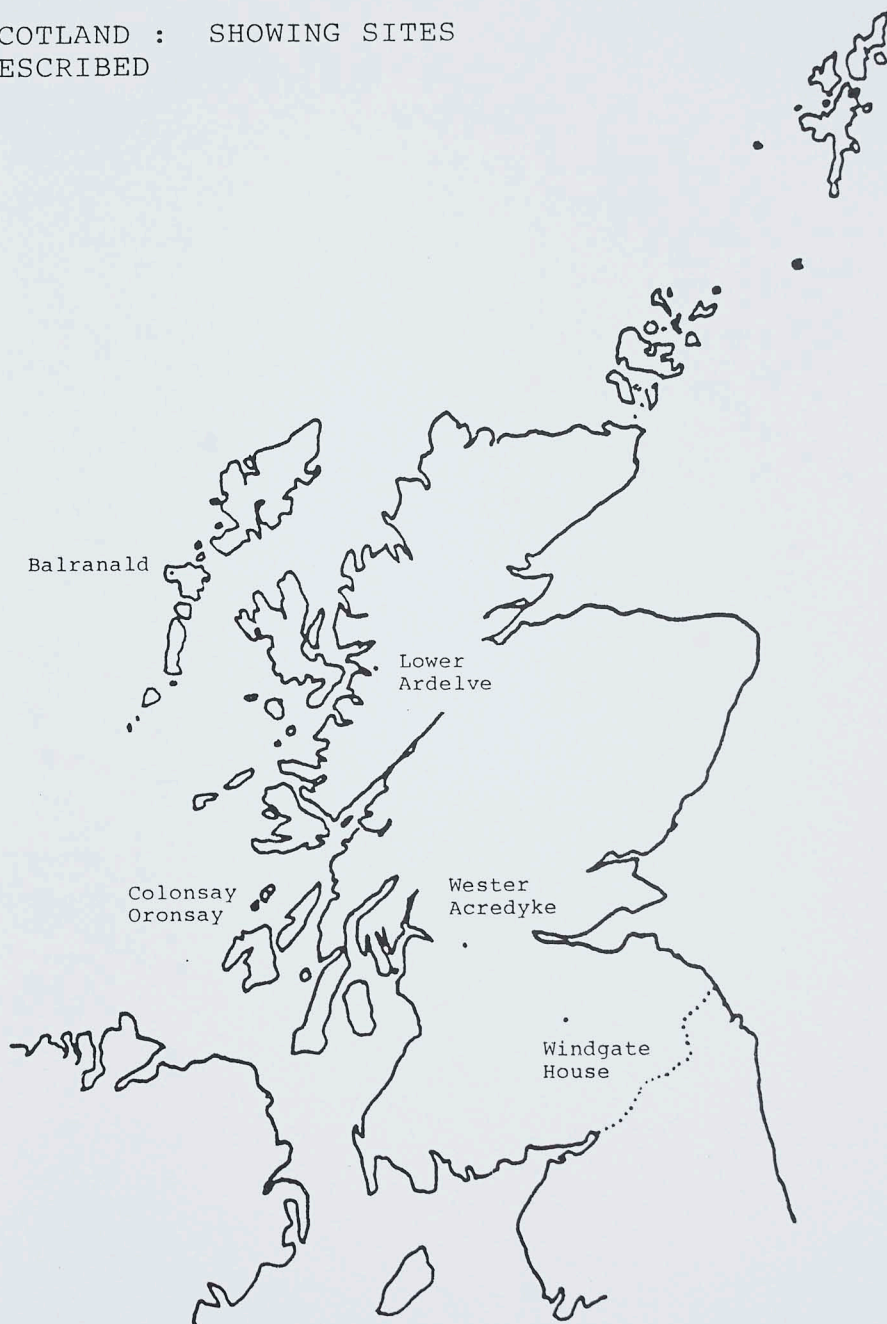 COTLAND : SHOWING SITES
ESCRIBED
Balranald
Lower
Ardelve
Colonsay
Oronsay
Wester
Acredyke
Windgate
House